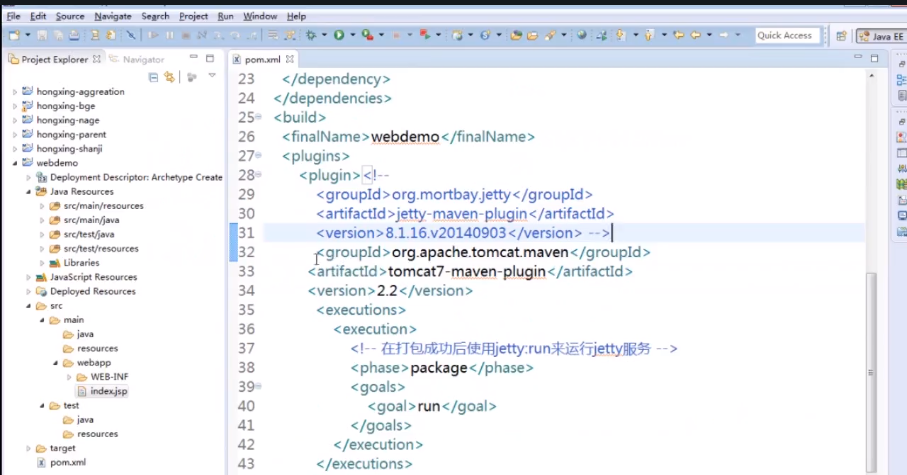 File Edit Source Navigate Search Project Run Window Help
Quick Access
Java EE
Project Explorer
Navigator
hongxing-aggreation
hongxing-bge
hongxing-nage
hongxing-parent
hongxing-shanji
webdemo
Deployment Descriptor: Archetype Create
Java Resources
src/main/resources
src/main/java
src/test/java
src/test/resources
Libraries
JavaScript Resources
Deployed Resources
src
main
java
resources
webapp
WEB-INF
index.jsp
test
java
resources
target
pom.xml
pom.xml
23 </dependency>
24 </dependencies>
25 <build>
26 <finalName>webdemo</finalName>
27 <plugins>
28 <plugin><!--
29 <groupId>org.mortbay.jetty</groupId>
30 <artifactId>jetty-maven-plugin</artifactId>
31 <version>8.1.16.v20140903</version> -->
32 <groupId>org.apache.tomcat.maven</groupId>
33 <artifactId>tomcat7-maven-plugin</artifactId>
34 <version>2.2</version>
35 <executions>
36 <execution>
37 <!-- 在打包成功后使用jetty:run来运行jetty服务 -->
38 <phase>package</phase>
39 <goals>
40 <goal>run</goal>
41 </goals>
42 </execution>
43 </executions>